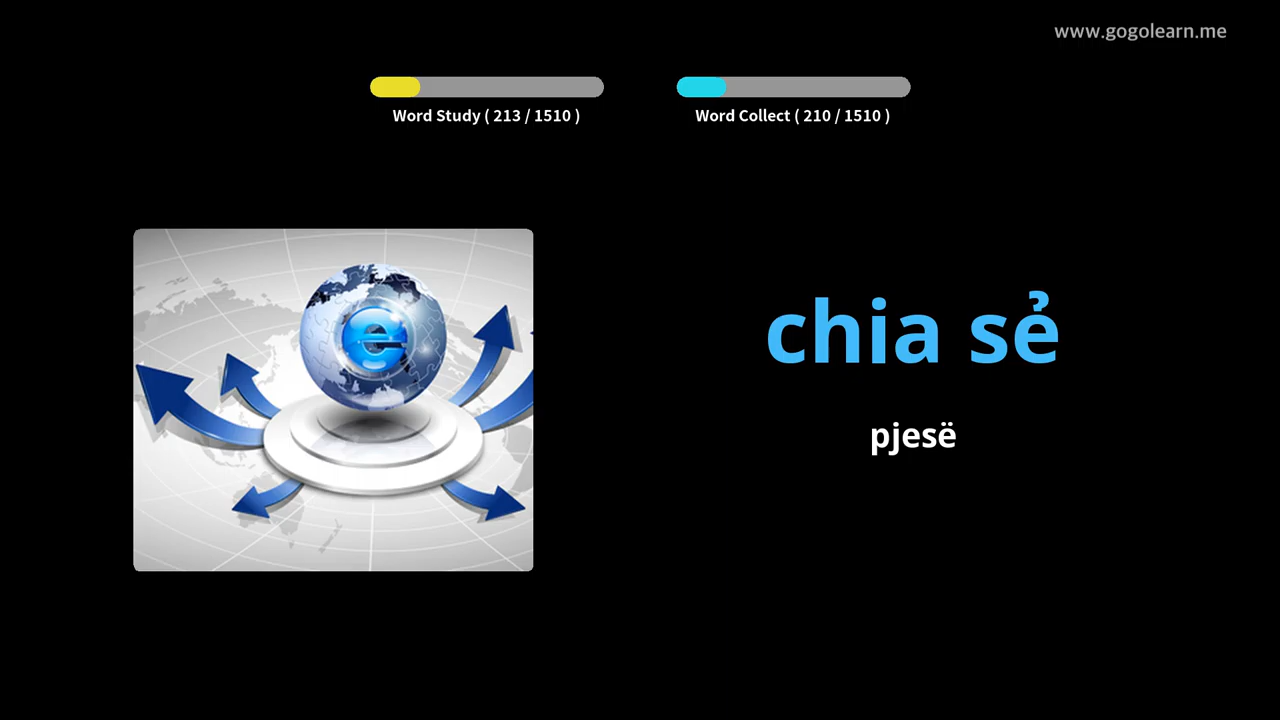 www.gogolearn.me
Word Study ( 213 / 1510 )
Word Collect ( 210 / 1510 )
e
chia sẻ
pjesë